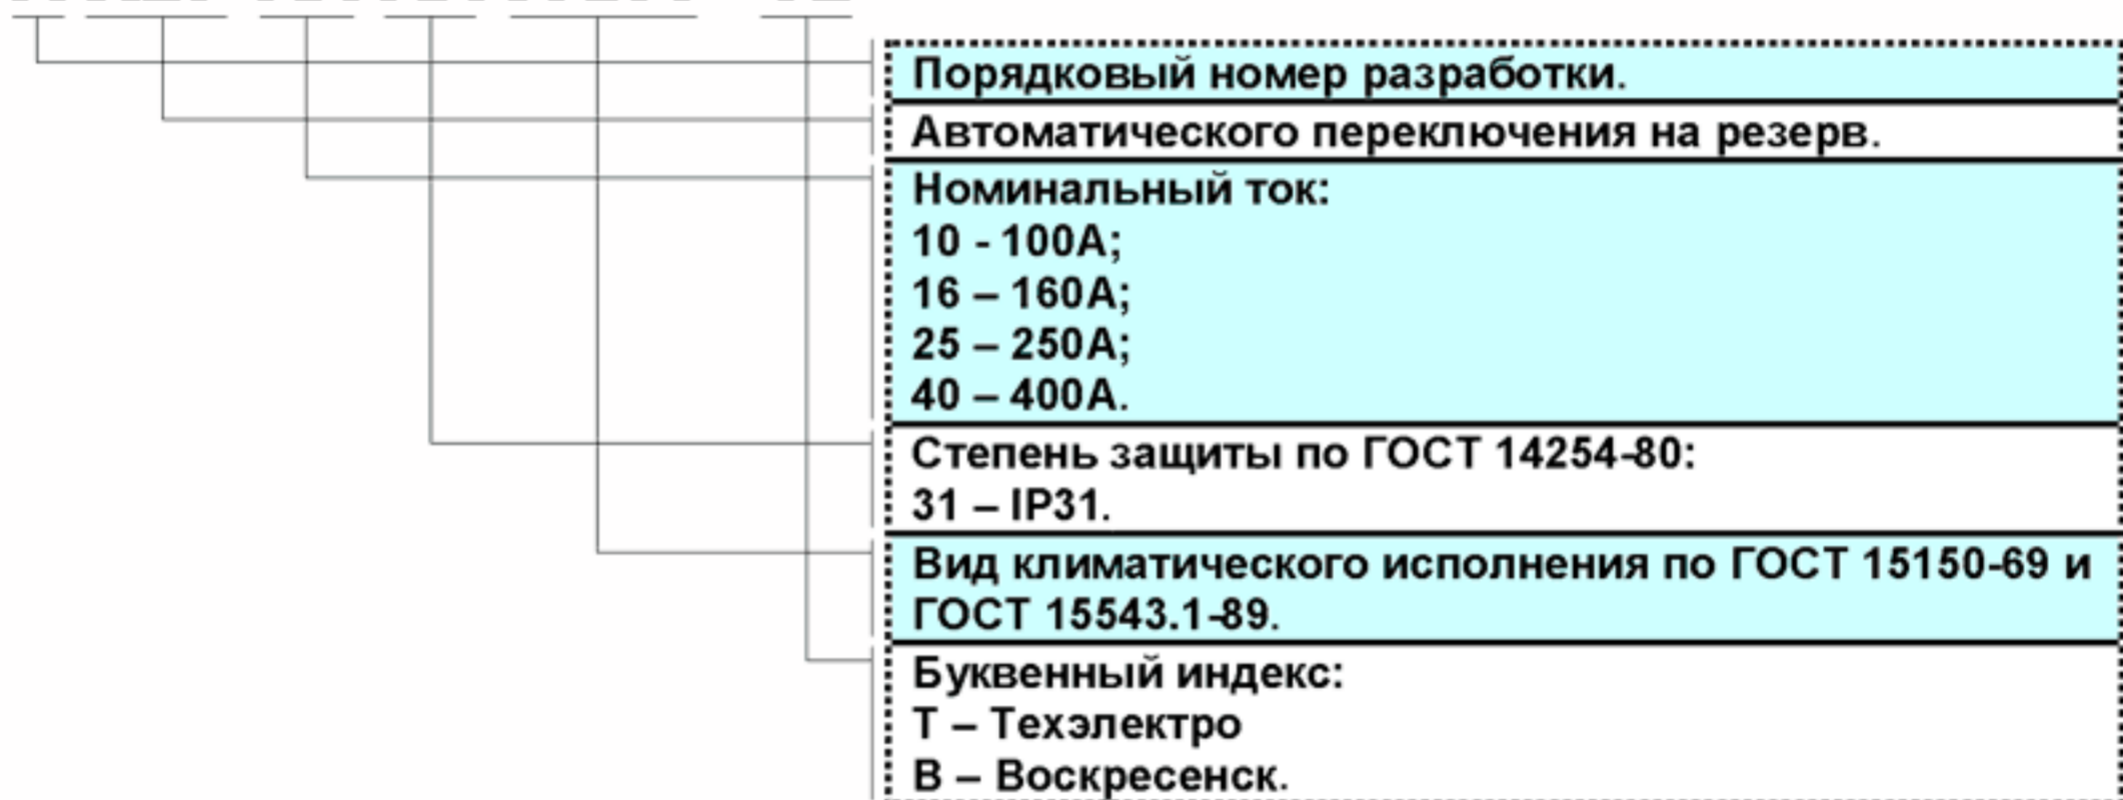 Порядковый номер разработки.
Автоматического переключения на резерв.
Номинальный ток:
10 - 100А;
16 – 160А;
25 – 250А;
40 – 400А.
Степень защиты по ГОСТ 14254-80:
31 – IP31.
Вид климатического исполнения по ГОСТ 15150-69 и
ГОСТ 15543.1-89.
Буквенный индекс:
Т – Техэлектро
В – Воскресенск.